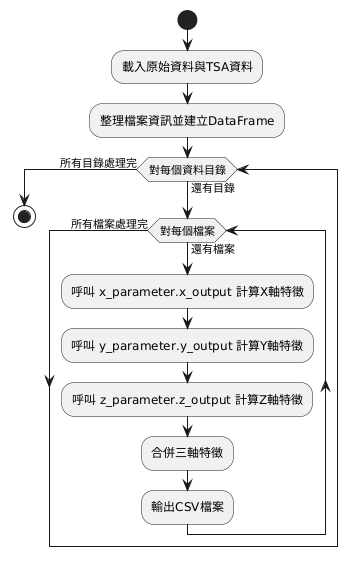 載入原始資料與TSA資料
整理檔案資訊並建立DataFrame
所有目錄處理完
對每個資料目錄
還有目錄
所有檔案處理完
對每個檔案
還有檔案
呼叫 x_parameter.x_output 計算X軸特徵
呼叫 y_parameter.y_output 計算Y軸特徵
呼叫 z_parameter.z_output 計算Z軸特徵
合併三軸特徵
輸出CSV檔案